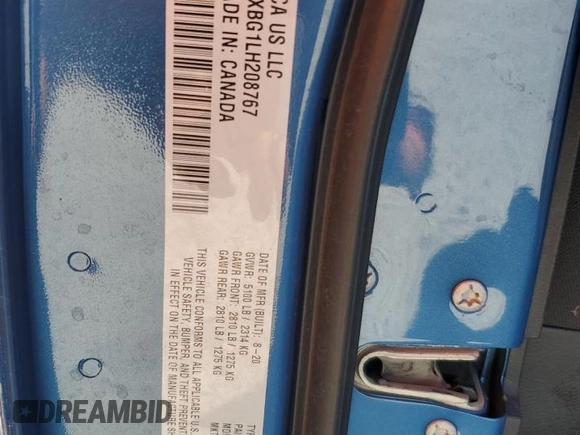 CA US LLC
XBG1LH208767
MADE IN: CANADA
DATE OF MFR (BUILT): 8-20
GVWR: 5100 LB / 2314 KG
GAWR FRONT: 2810 LB / 1275 KG
GAWR REAR: 2810 LB / 1275 KG
THIS VEHICLE CONFORMS TO ALL APPLICABLE U.S.
VEHICLE SAFETY, BUMPER, AND THEFT PREVENT
IN EFFECT ON THE DATE OF MANUFACTURE SH
DREAMBID